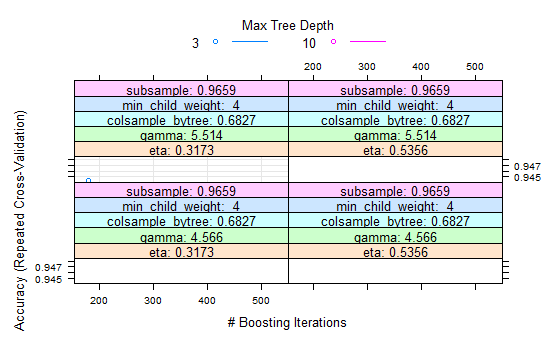 Max Tree Depth
3 10
200 300 400 500
subsample: 0.9659 subsample: 0.9659
min_child_weight: 4 min_child_weight: 4
colsample_bytree: 0.6827 colsample_bytree: 0.6827
gamma: 5.514 gamma: 5.514
eta: 0.3173 eta: 0.5356
0.947
0.945
subsample: 0.9659 subsample: 0.9659
min_child_weight: 4 min_child_weight: 4
colsample_bytree: 0.6827 colsample_bytree: 0.6827
gamma: 4.566 gamma: 4.566
eta: 0.3173 eta: 0.5356
0.947
0.945
200 300 400 500
# Boosting Iterations
Accuracy (Repeated Cross-Validation)